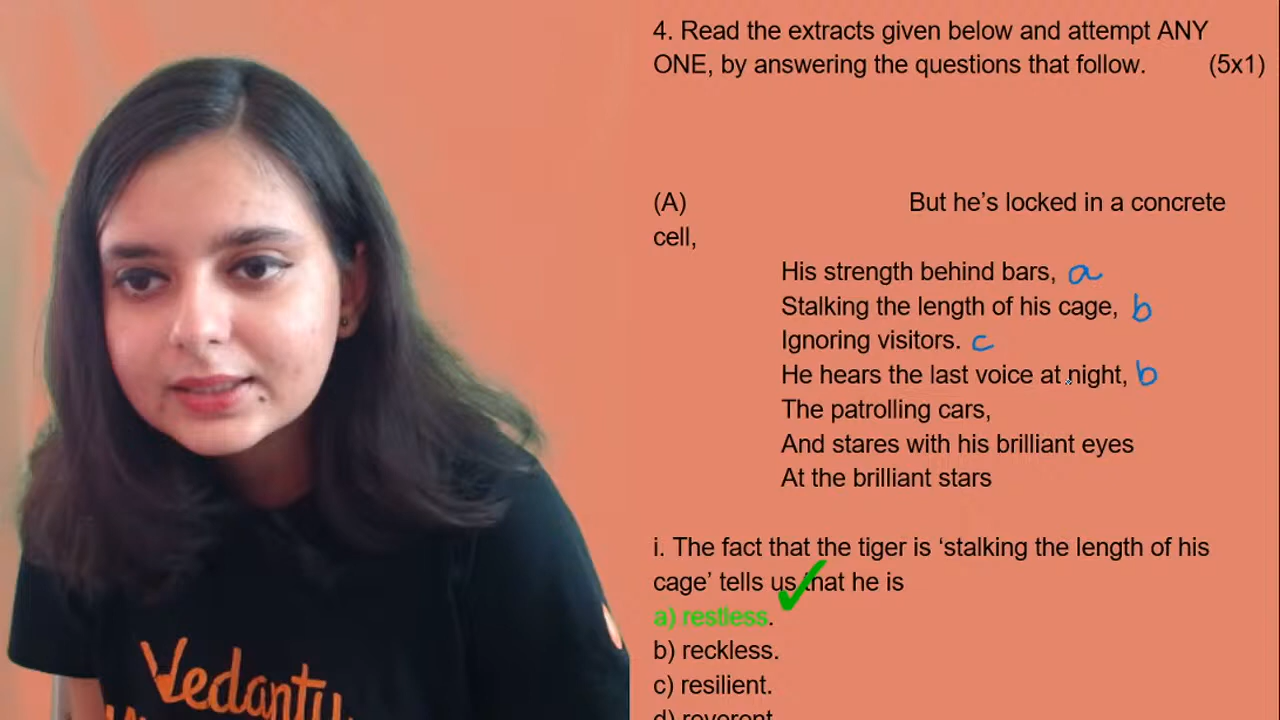 4. Read the extracts given below and attempt ANY
ONE, by answering the questions that follow. (5x1)
(A) But he’s locked in a concrete
cell,
His strength behind bars, a
Stalking the length of his cage, b
Ignoring visitors. c
He hears the last voice at night, b
The patrolling cars,
And stares with his brilliant eyes
At the brilliant stars
i. The fact that the tiger is ‘stalking the length of his
cage’ tells us that he is
a) restless.
b) reckless.
c) resilient.
d) reverent
Vedantu